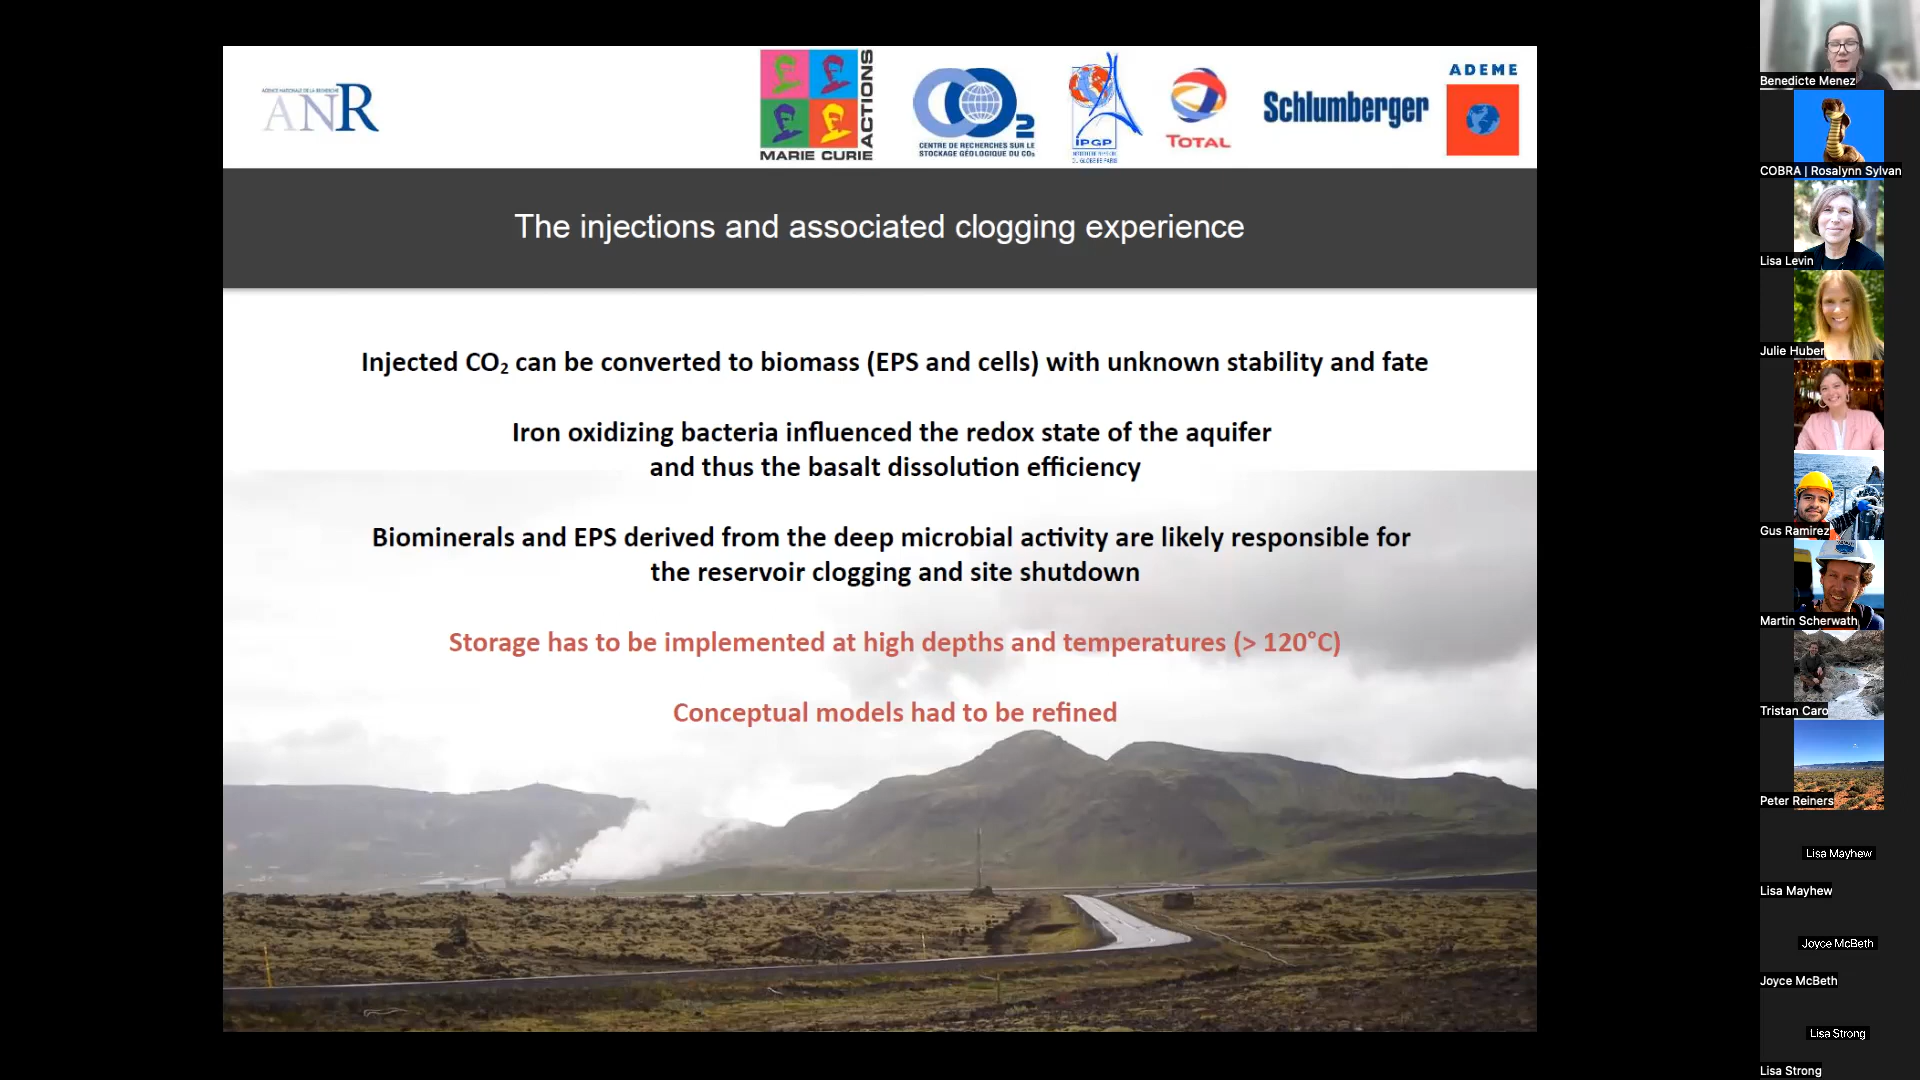 AGENCE NATIONALE DE LA RECHERCHE
ANR
MARIE CURIE ACTIONS
CO2
CENTRE DE RECHERCHES SUR LE
STOCKAGE GÉOLOGIQUE DU CO₂
IPGP
TOTAL
Schlumberger
ADEME
The injections and associated clogging experience
Injected CO₂ can be converted to biomass (EPS and cells) with unknown stability and fate
Iron oxidizing bacteria influenced the redox state of the aquifer
and thus the basalt dissolution efficiency
Biominerals and EPS derived from the deep microbial activity are likely responsible for
the reservoir clogging and site shutdown
Storage has to be implemented at high depths and temperatures (> 120°C)
Conceptual models had to be refined
Benedicte Menez
COBRA | Rosalynn Sylvan
Lisa Levin
Julie Huber
Gus Ramirez
Martin Scherwath
Tristan Caro
Peter Reiners
Lisa Mayhew
Lisa Mayhew
Joyce McBeth
Joyce McBeth
Lisa Strong
Lisa Strong